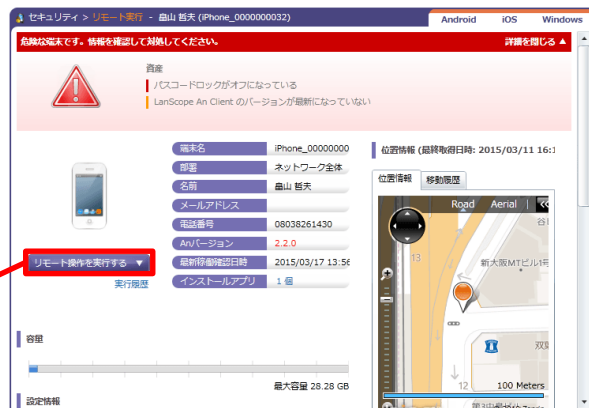 セキュリティ > リモート実行 - 畠山 哲夫 (iPhone_0000000032)
Android iOS Windows
危険な端末です。情報を確認して対処してください。 詳細を閉じる ▲
資産
パスコードロックがオフになっている
LanScope An Client のバージョンが最新になっていない
端末名 iPhone_00000000
部署 ネットワーク全体
名前 畠山 哲夫
メールアドレス
電話番号 08038261430
Anバージョン 2.2.0
最新稼働確認日時 2015/03/17 13:56
インストールアプリ 1 個
リモート操作を実行する ▼
実行履歴
容量
最大容量 28.28 GB
設定情報
位置情報 (最終取得日時: 2015/03/11 16:1
位置情報 移動履歴
Road Aerial
13
新大阪MTビル1号
12
100 Meters